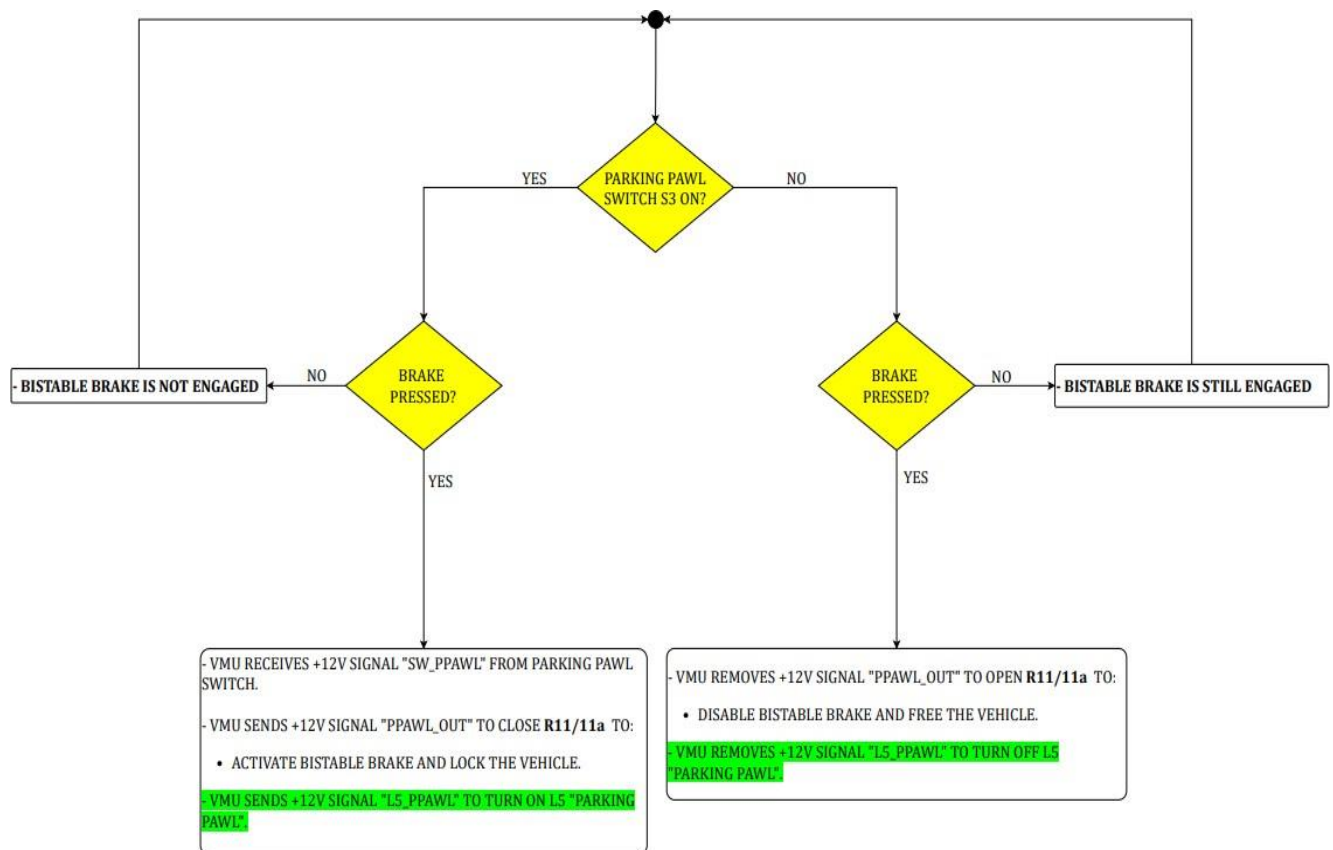 PARKING PAWL
SWITCH S3 ON?
YES
NO
BRAKE
PRESSED?
NO
- BISTABLE BRAKE IS NOT ENGAGED
YES
BRAKE
PRESSED?
NO
- BISTABLE BRAKE IS STILL ENGAGED
YES
- VMU RECEIVES +12V SIGNAL "SW_PPAWL" FROM PARKING PAWL
SWITCH.
- VMU SENDS +12V SIGNAL "PPAWL_OUT" TO CLOSE R11/11a TO:
• ACTIVATE BISTABLE BRAKE AND LOCK THE VEHICLE.
- VMU SENDS +12V SIGNAL "L5_PPAWL" TO TURN ON L5 "PARKING
PAWL".
- VMU REMOVES +12V SIGNAL "PPAWL_OUT" TO OPEN R11/11a TO:
• DISABLE BISTABLE BRAKE AND FREE THE VEHICLE.
- VMU REMOVES +12V SIGNAL "L5_PPAWL" TO TURN OFF L5
"PARKING PAWL".